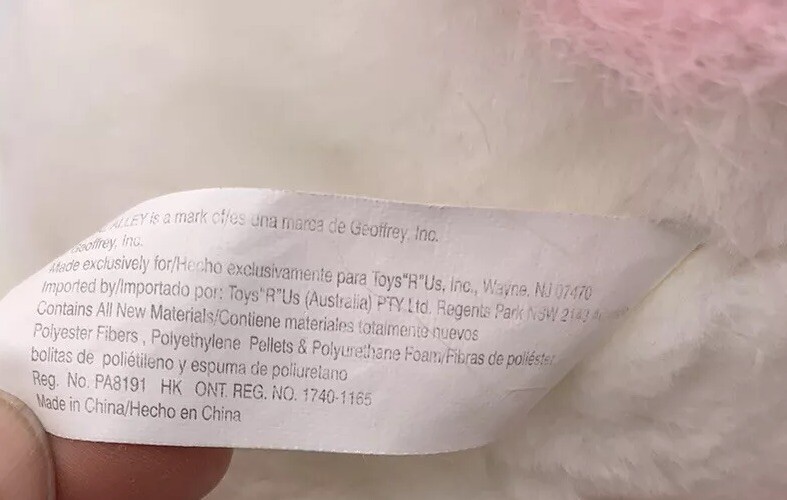 ALLEY is a mark of/es una marca de Geoffrey, Inc.
Geoffrey, Inc.
Made exclusively for/Hecho exclusivamente para Toys"R"Us, Inc., Wayne, NJ 07470
Imported by/Importado por: Toys"R"Us (Australia) PTY Ltd. Regents Park NSW 2143
Contains All New Materials/Contiene materiales totalmente nuevos
Polyester Fibers , Polyethylene Pellets & Polyurethane Foam/Fibras de poliéster
bolitas de poliétileno y espuma de poliuretano
Reg. No. PA8191 HK ONT. REG. NO. 1740-1165
Made in China/Hecho en China